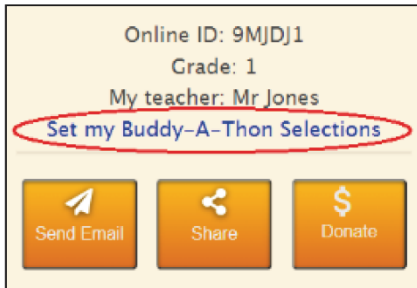 Online ID: 9MJDJ1
Grade: 1
My teacher: Mr Jones
Set my Buddy-A-Thon Selections
Send Email
Share
$
Donate